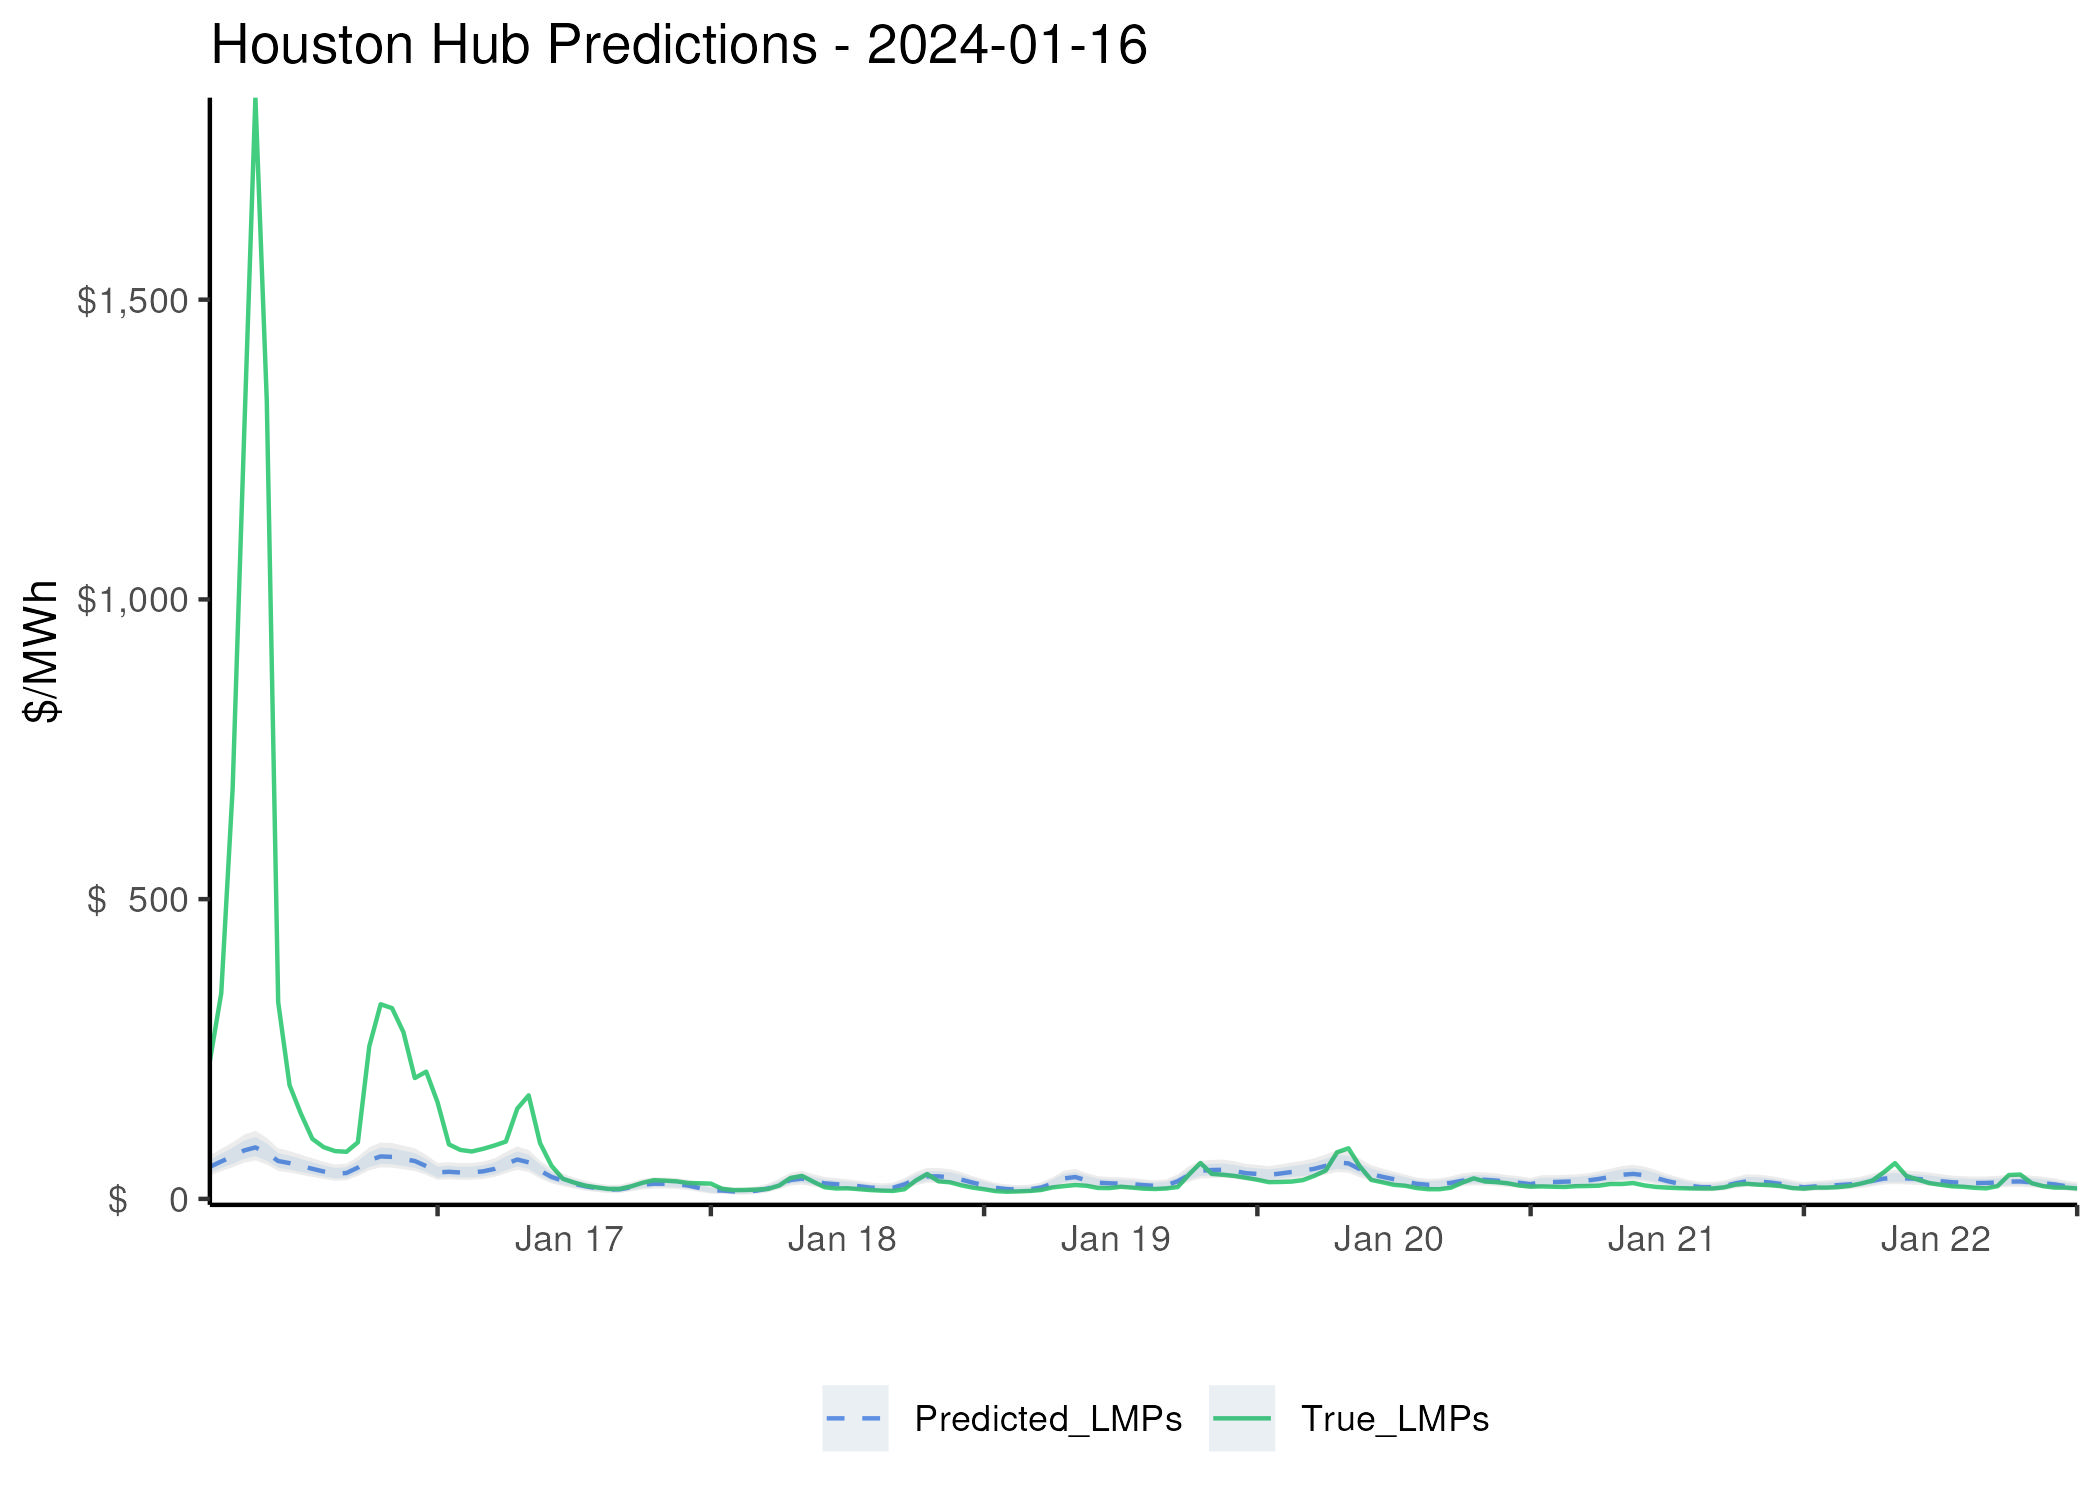 Houston Hub Predictions - 2024-01-16
$/MWh
$1,500
$1,000
$ 500
$ 0
Jan 17 Jan 18 Jan 19 Jan 20 Jan 21 Jan 22
Predicted_LMPs True_LMPs